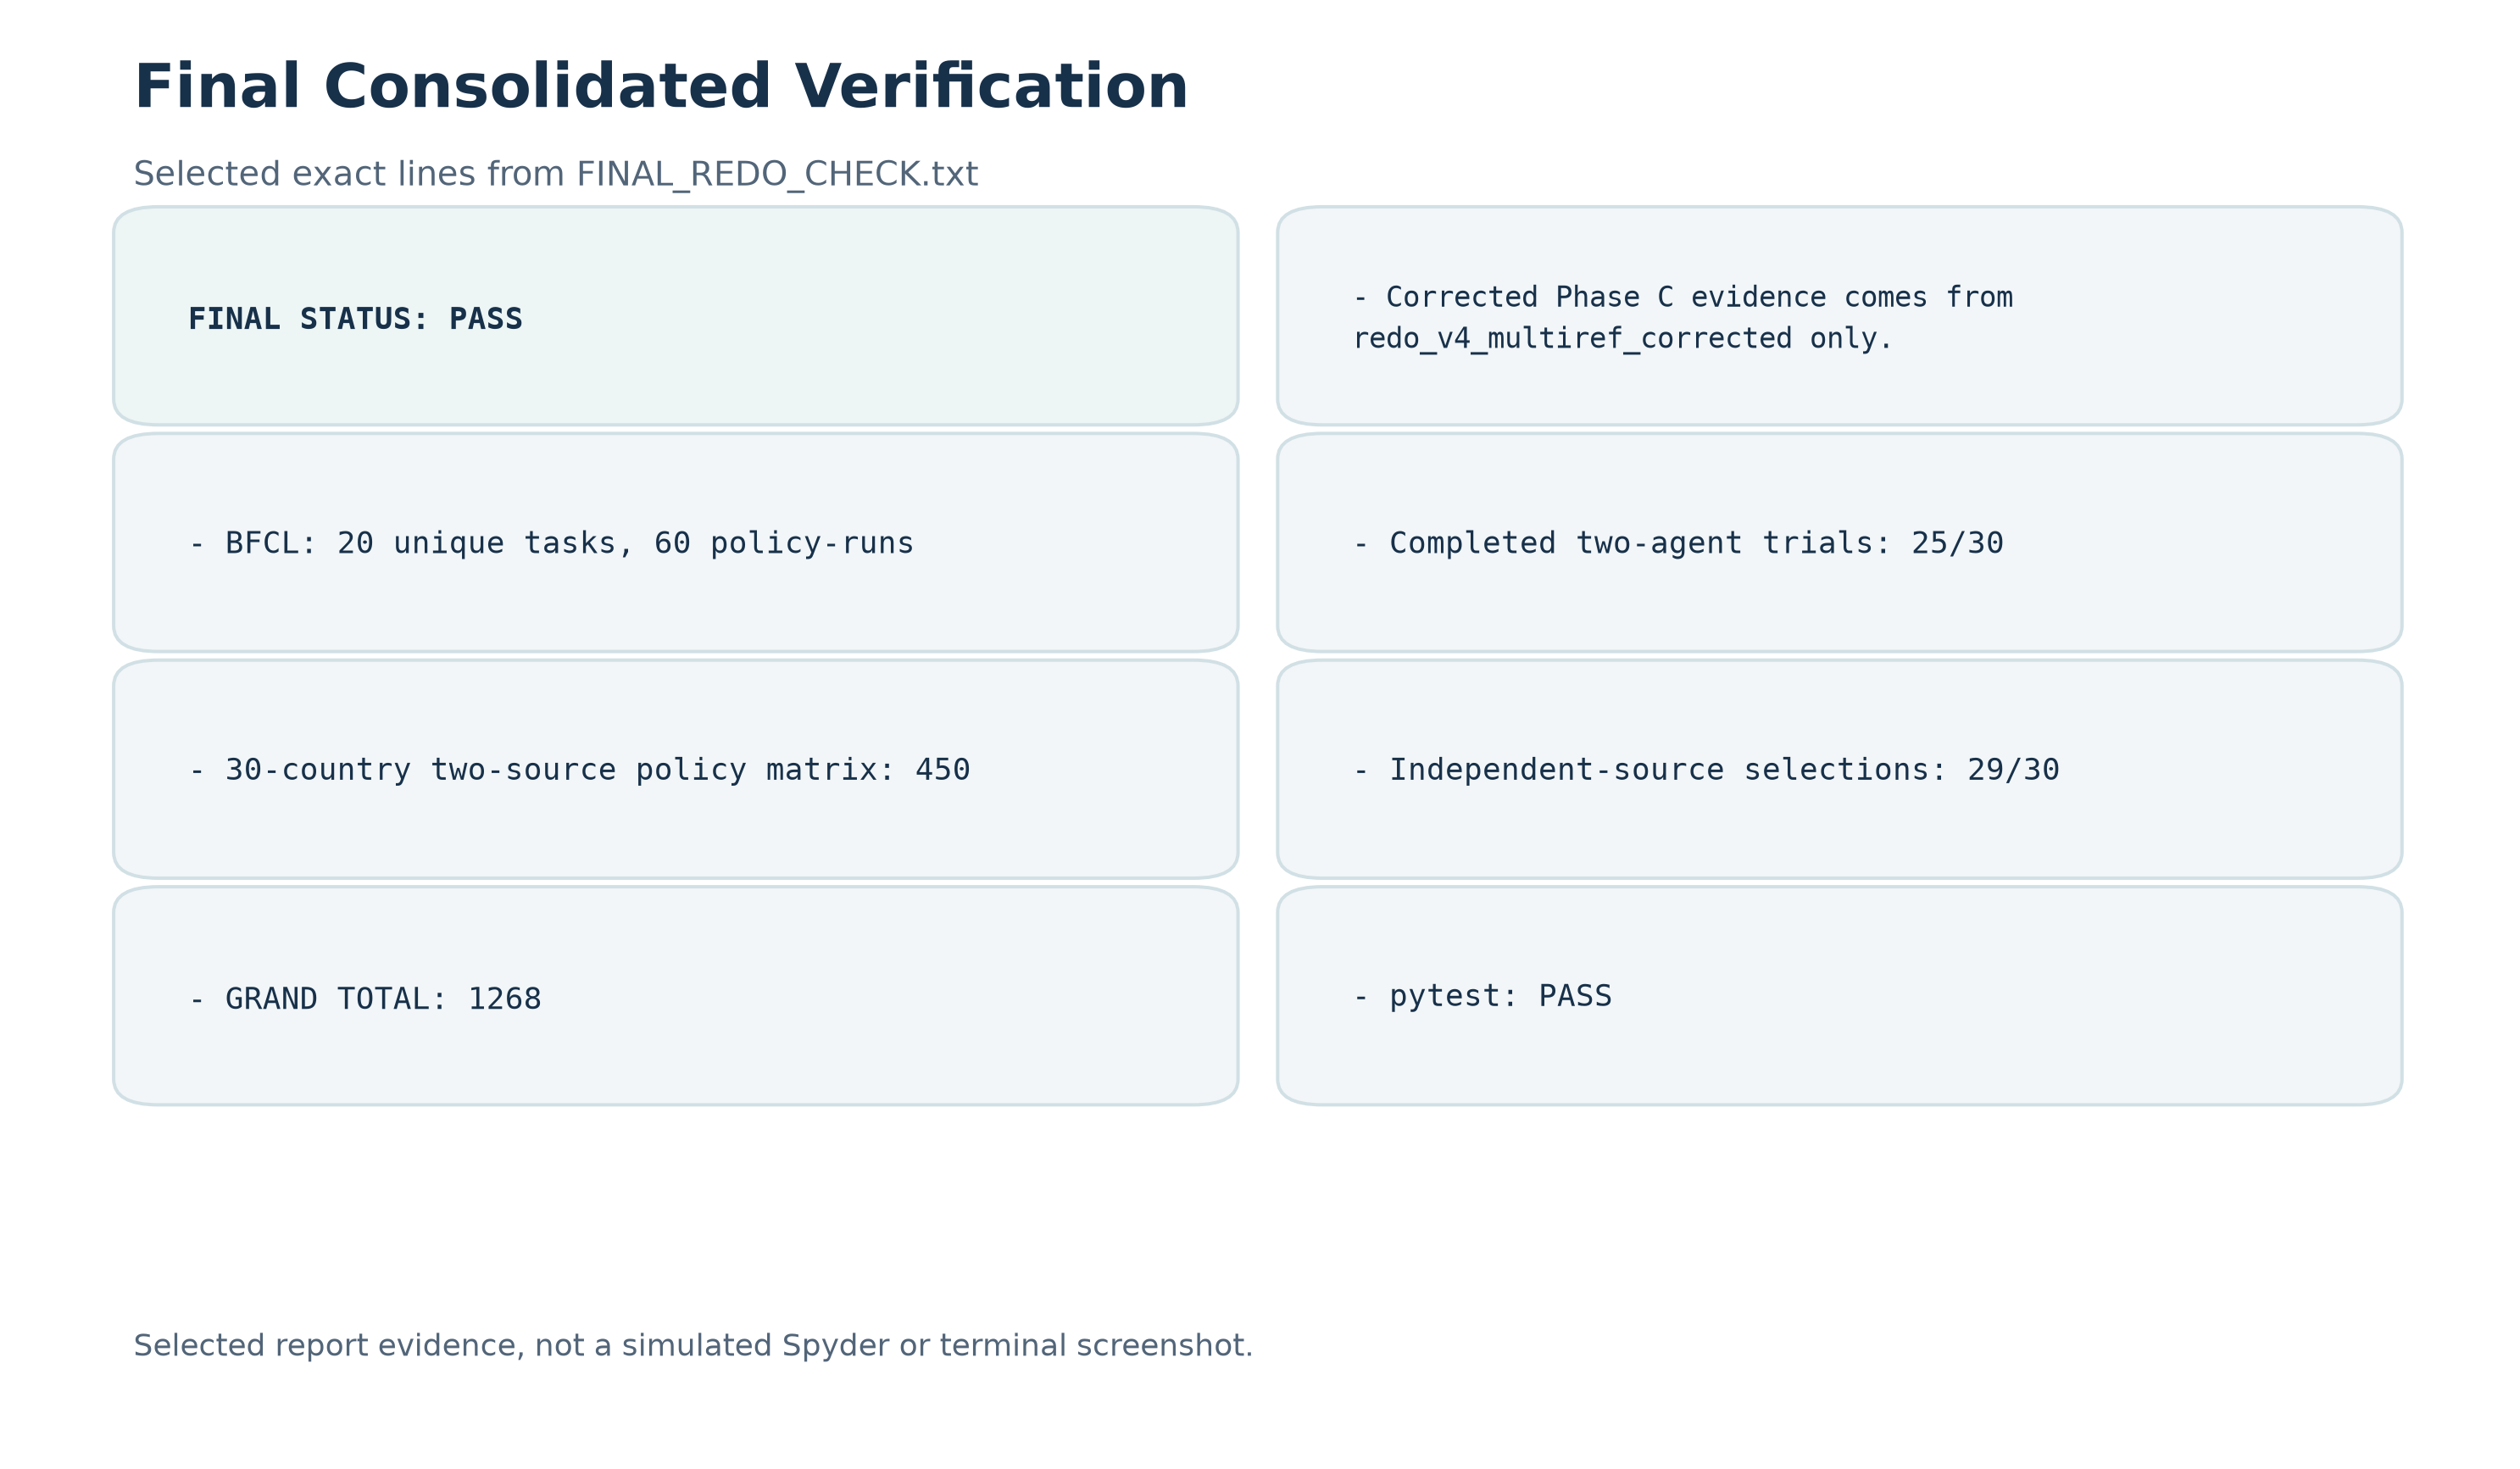 Final Consolidated Verification
Selected exact lines from FINAL_REDO_CHECK.txt
FINAL STATUS: PASS
- Corrected Phase C evidence comes from
redo_v4_multiref_corrected only.
- BFCL: 20 unique tasks, 60 policy-runs
- Completed two-agent trials: 25/30
- 30-country two-source policy matrix: 450
- Independent-source selections: 29/30
- GRAND TOTAL: 1268
- pytest: PASS
Selected report evidence, not a simulated Spyder or terminal screenshot.